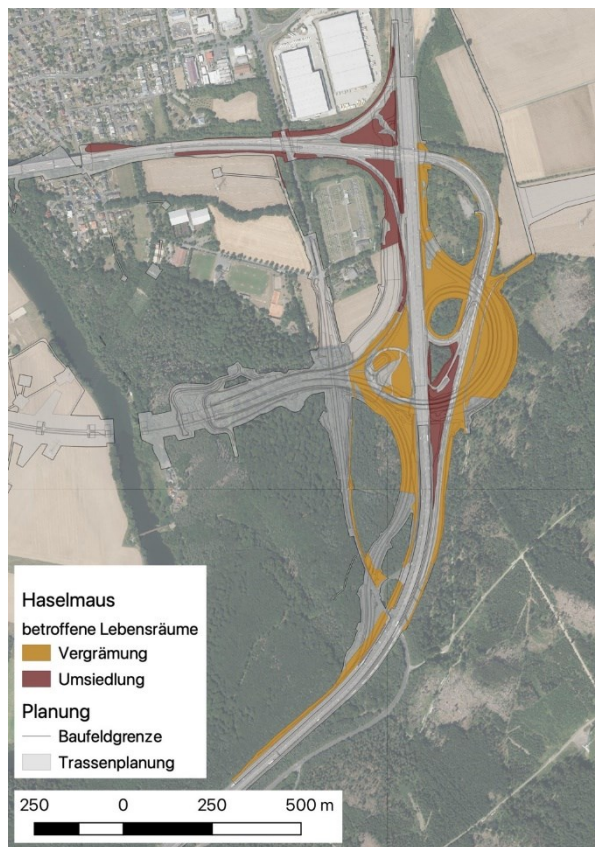 Haselmaus
betroffene Lebensräume
Vergrämung
Umsiedlung
Planung
Baufeldgrenze
Trassenplanung
250 0 250 500 m